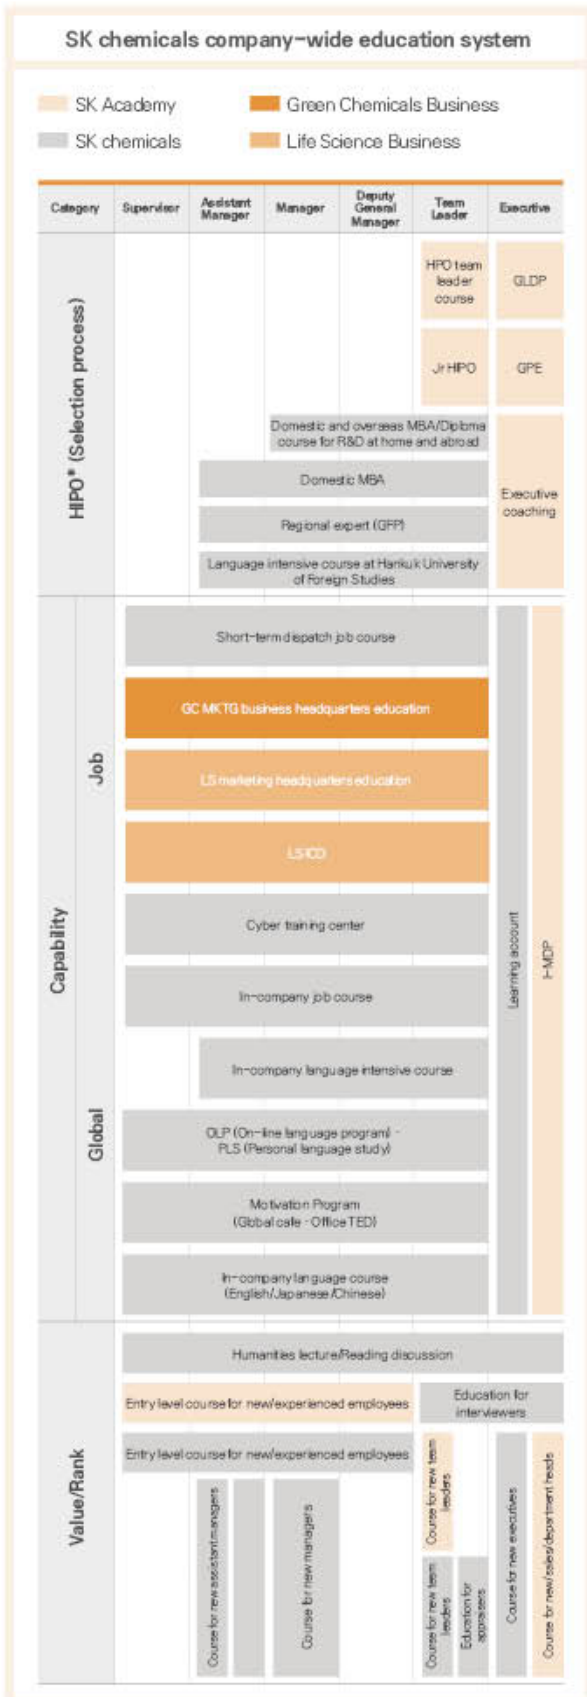 SK chemicals company-wide education system
SK Academy
Green Chemicals Business
SK chemicals
Life Science Business
Category
Supervisor
Assistant
Manager
Manager
Deputy
General
Manager
Team
Leader
Executive
HIPO* (Selection process)
HPO team
leader
course
GLDP
Jr HIPO
GPE
Domestic and overseas MBA/Diploma
course for R&D at home and abroad
Domestic MBA
Regional expert (GFP)
Language intensive course at Hankuk University
of Foreign Studies
Executive
coaching
Capability
Job
Short-term dispatch job course
GC MKTG business headquarters education
LS marketing headquarters education
LS ICD
Cyber training center
In-company job course
Global
In-company language intensive course
OLP (On-line language program) ·
PLS (Personal language study)
Motivation Program
(Global cafe · Office TED)
In-company language course
(English/Japanese/Chinese)
Learning account
I-MDP
Value/Rank
Humanities lecture/Reading discussion
Entry level course for new/experienced employees
Education for
interviewers
Entry level course for new/experienced employees
Course for new assistant managers
Course for new managers
Course for new team
leaders
Course for new team
leaders
Education for
appraisers
Course for new executives
Course for new/sales/department heads